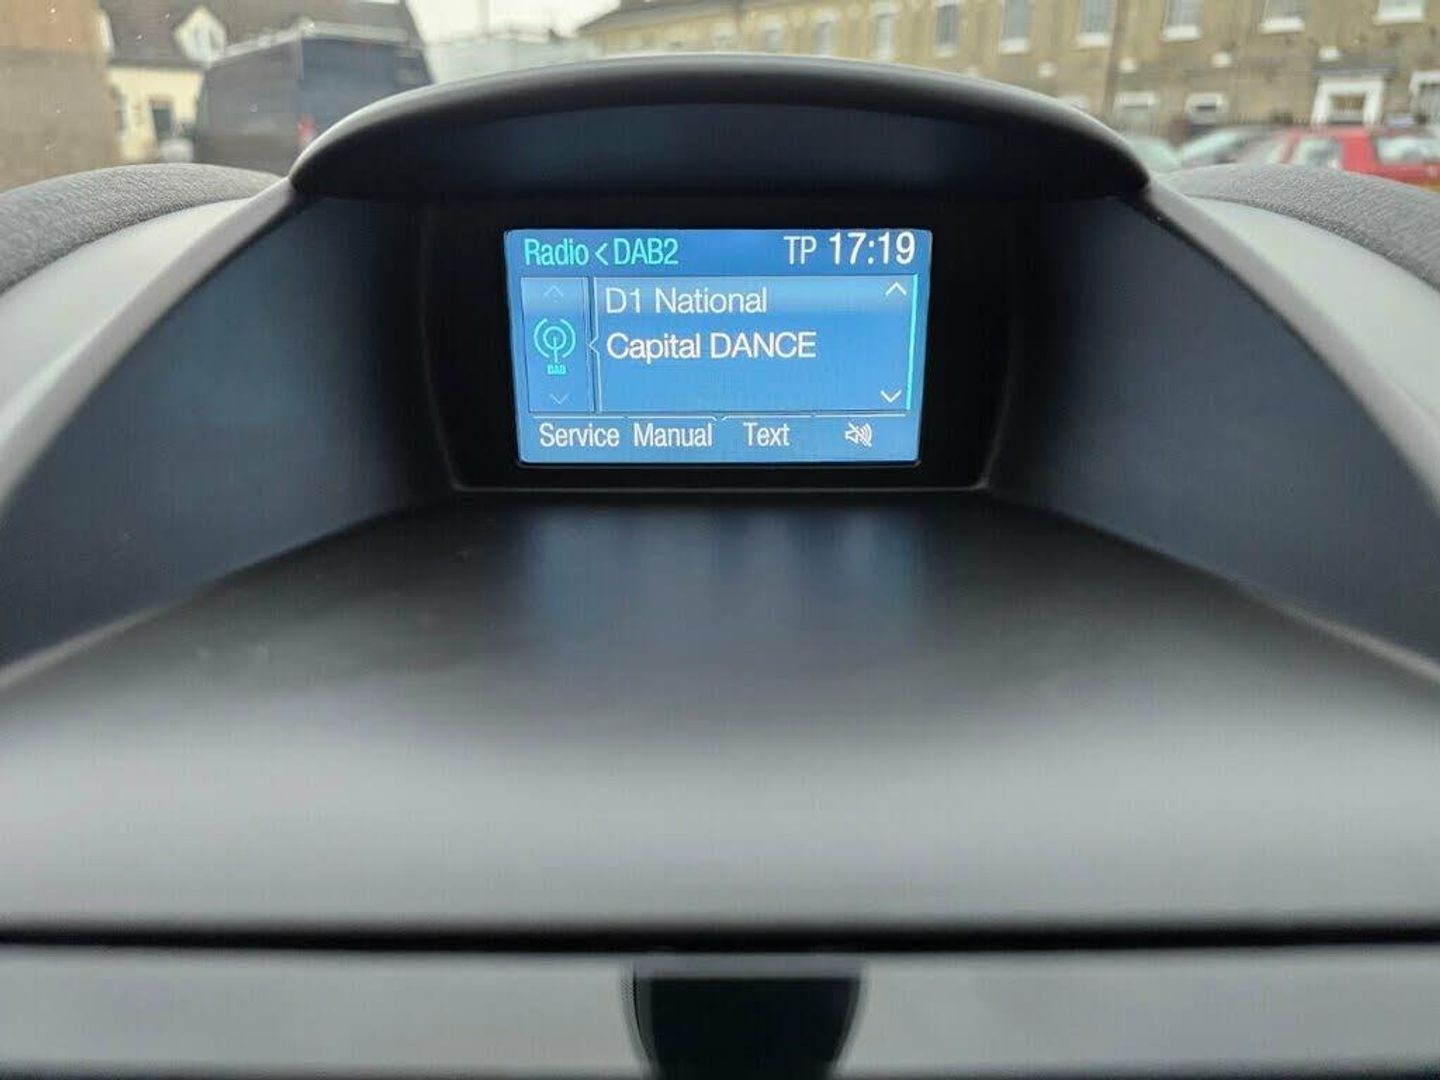 Radio < DAB2 TP 17:19
D1 National
DAB
Capital DANCE
Service Manual Text